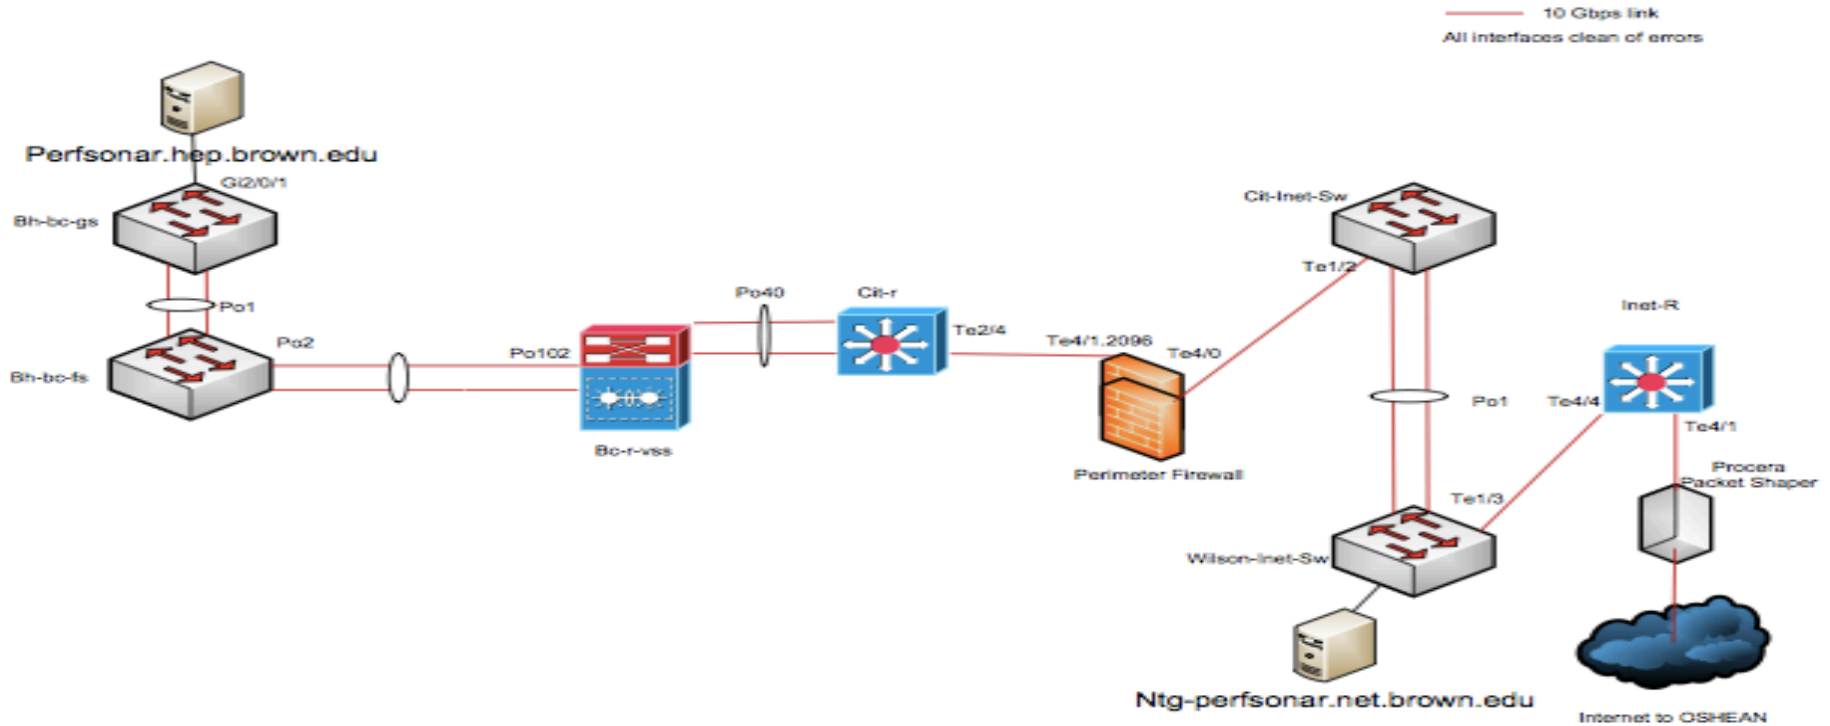 10 Gbps link
All interfaces clean of errors
Perfsonar.hep.brown.edu
Gi2/0/1
Bh-bc-gs
Po1
Po2
Bh-bc-fs
Po102
Bc-r-vss
Po40
Cit-r
Te2/4
Te4/1.2096
Te4/0
Perimeter Firewall
Cit-Inet-Sw
Te1/2
Po1
Inet-R
Te4/4
Te4/1
Procera
Packet Shaper
Te1/3
Wilson-Inet-Sw
Ntg-perfsonar.net.brown.edu
Internet to OSHEAN